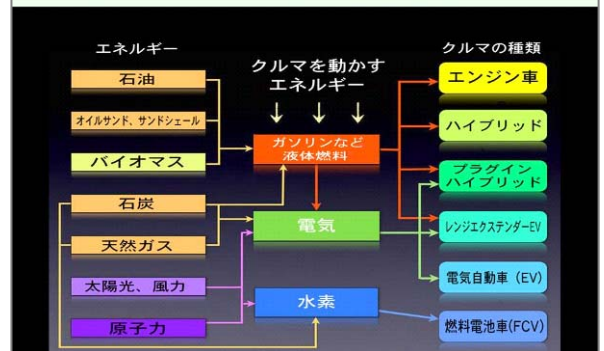 エネルギー
石油
オイルサンド、サンドシェール
バイオマス
石炭
天然ガス
太陽光、風力
原子力
クルマを動かす
エネルギー
ガソリンなど
液体燃料
電気
水素
クルマの種類
エンジン車
ハイブリッド
プラグイン
ハイブリッド
レンジエクステンダーEV
電気自動車（EV）
燃料電池車(FCV)